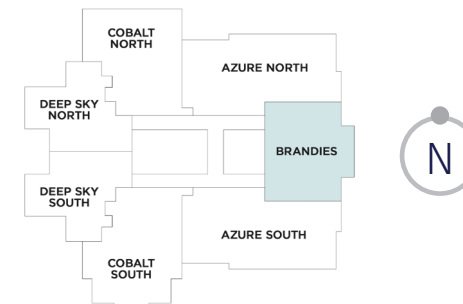 COBALT
NORTH
AZURE NORTH
DEEP SKY
NORTH
BRANDIES
N
DEEP SKY
SOUTH
AZURE SOUTH
COBALT
SOUTH